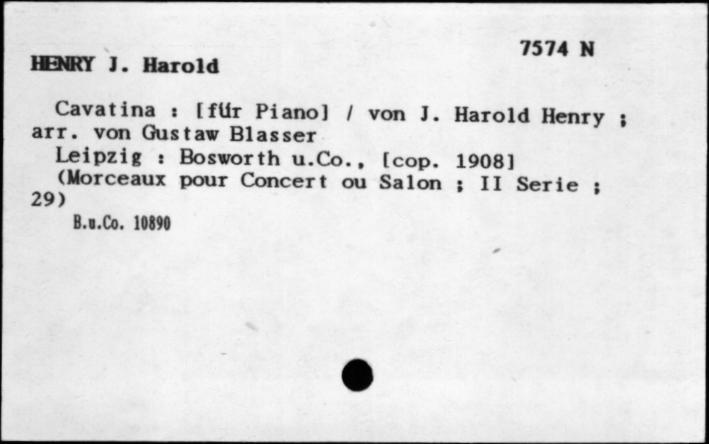 7574 N
HENRY J. Harold
Cavatina : [für Piano] / von J. Harold Henry ;
arr. von Gustaw Blasser
Leipzig : Bosworth u.Co., [cop. 1908]
(Morceaux pour Concert ou Salon ; II Serie ;
29)
B.u.Co. 10890